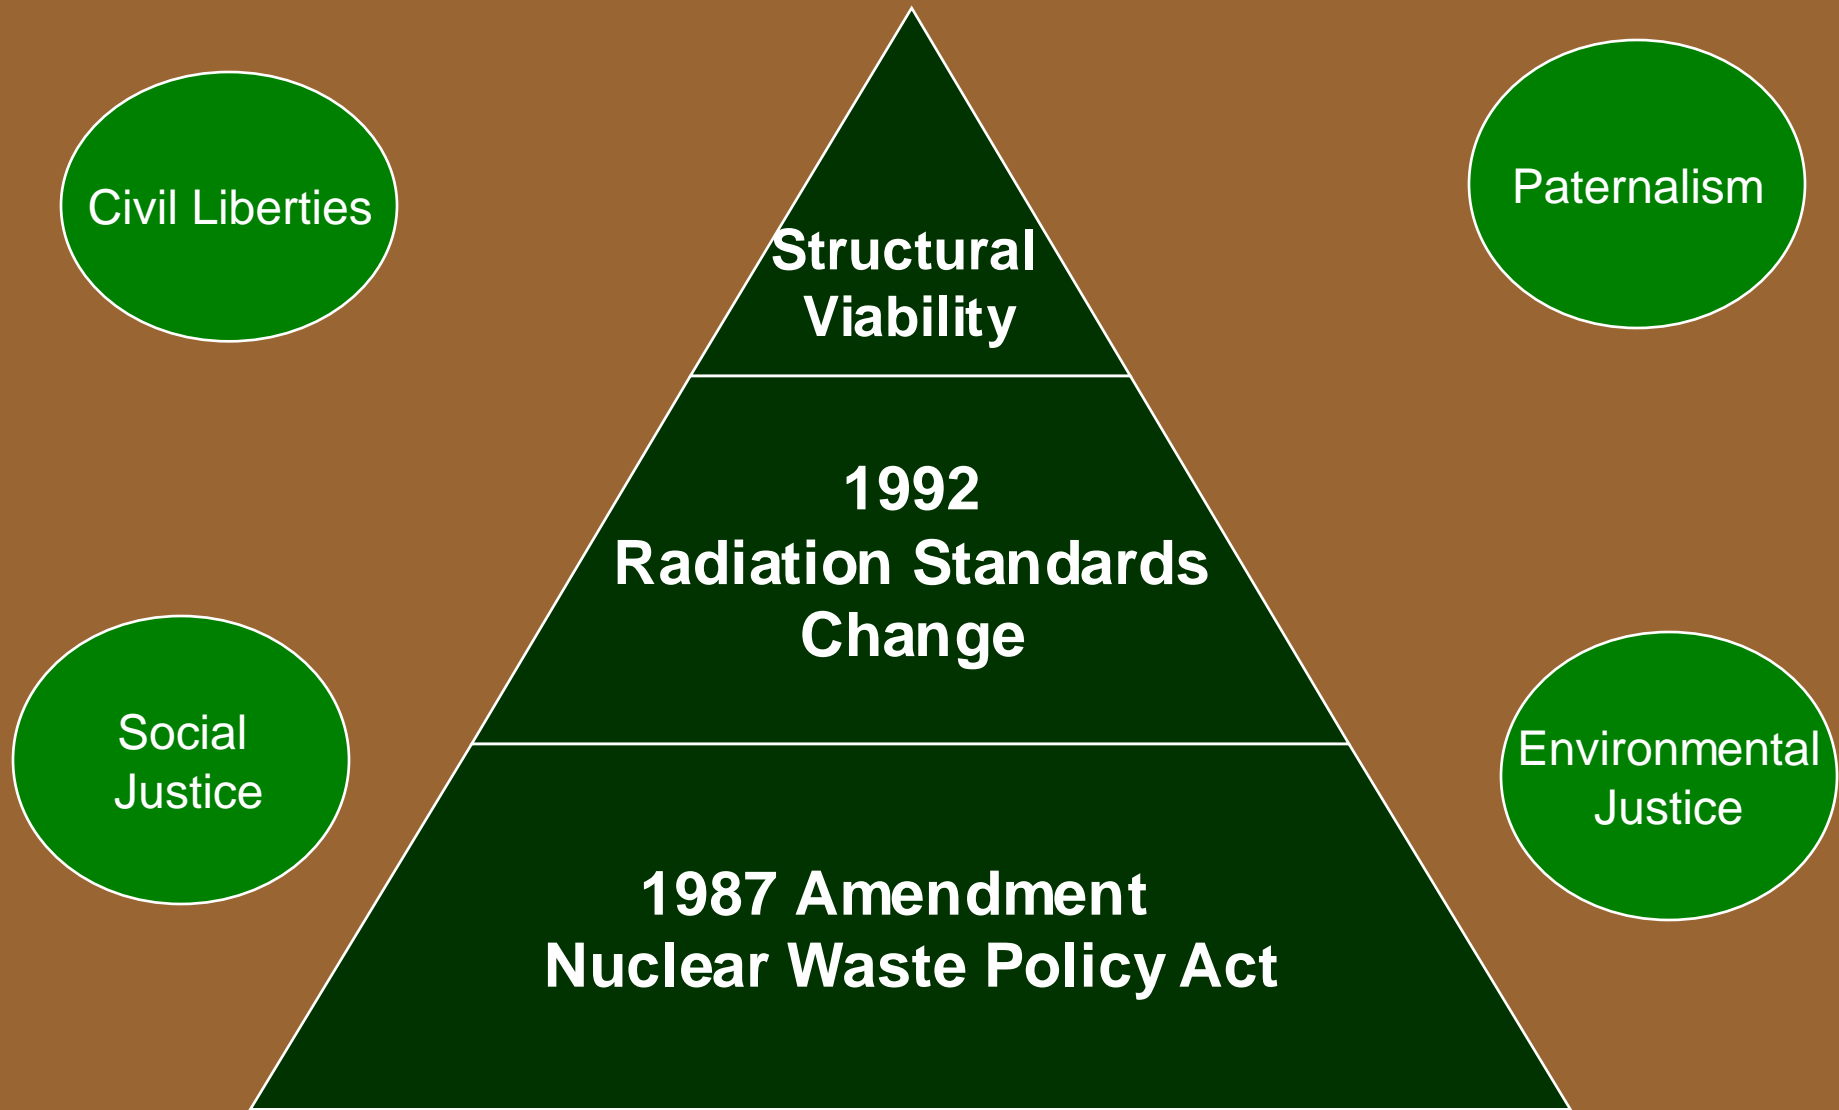 Civil Liberties
Paternalism
Structural
Viability
1992
Radiation Standards
Change
Social
Justice
Environmental
Justice
1987 Amendment
Nuclear Waste Policy Act